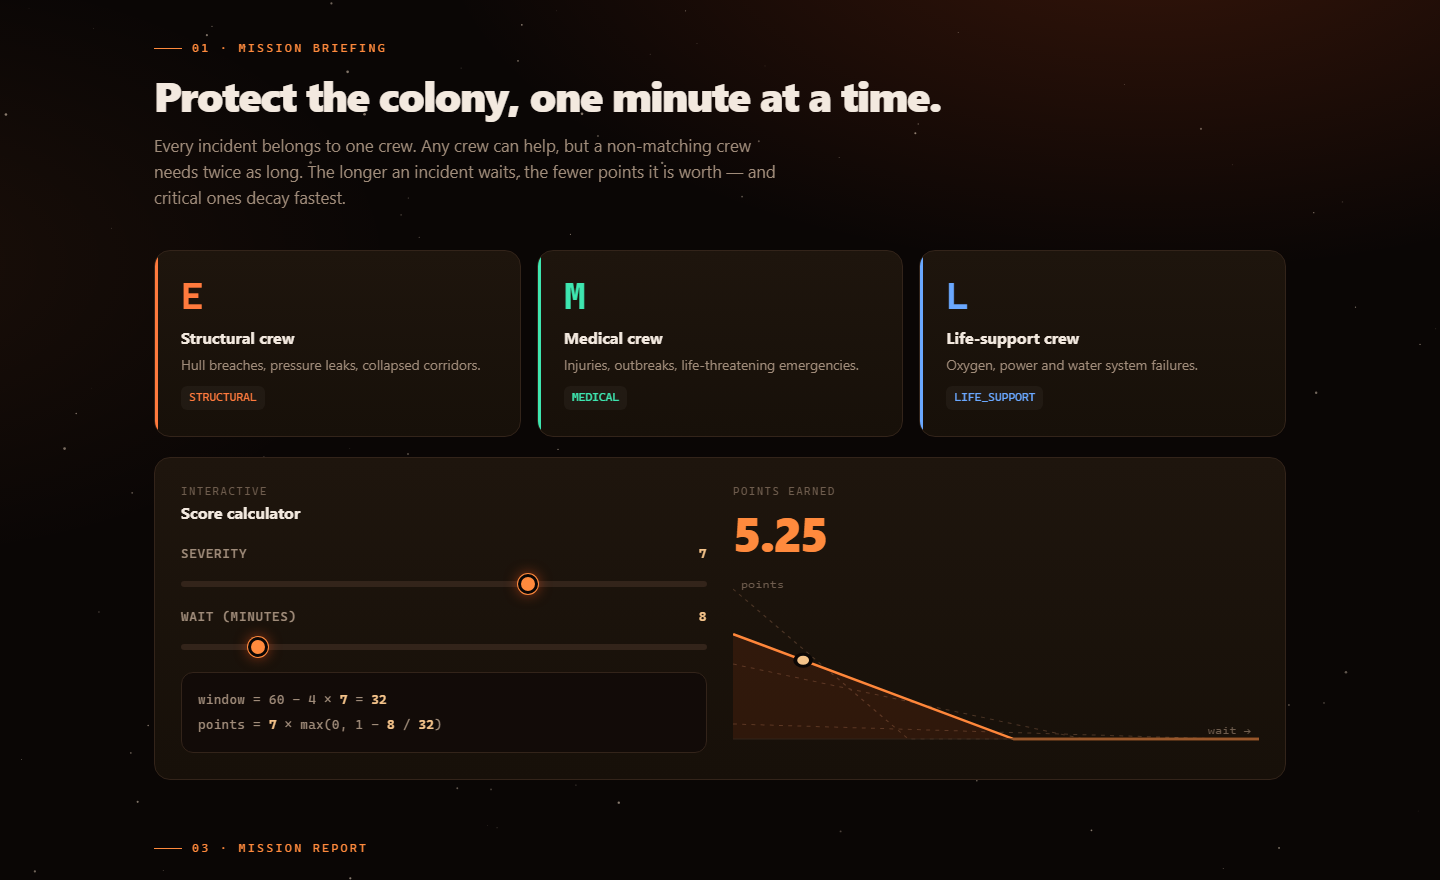 01 · MISSION BRIEFING
Protect the colony, one minute at a time.
Every incident belongs to one crew. Any crew can help, but a non-matching crew
needs twice as long. The longer an incident waits, the fewer points it is worth — and
critical ones decay fastest.
E
Structural crew
Hull breaches, pressure leaks, collapsed corridors.
STRUCTURAL
M
Medical crew
Injuries, outbreaks, life-threatening emergencies.
MEDICAL
L
Life-support crew
Oxygen, power and water system failures.
LIFE_SUPPORT
INTERACTIVE
Score calculator
SEVERITY 7
WAIT (MINUTES) 8
window = 60 − 4 × 7 = 32
points = 7 × max(0, 1 − 8 / 32)
POINTS EARNED
5.25
points
wait →
03 · MISSION REPORT